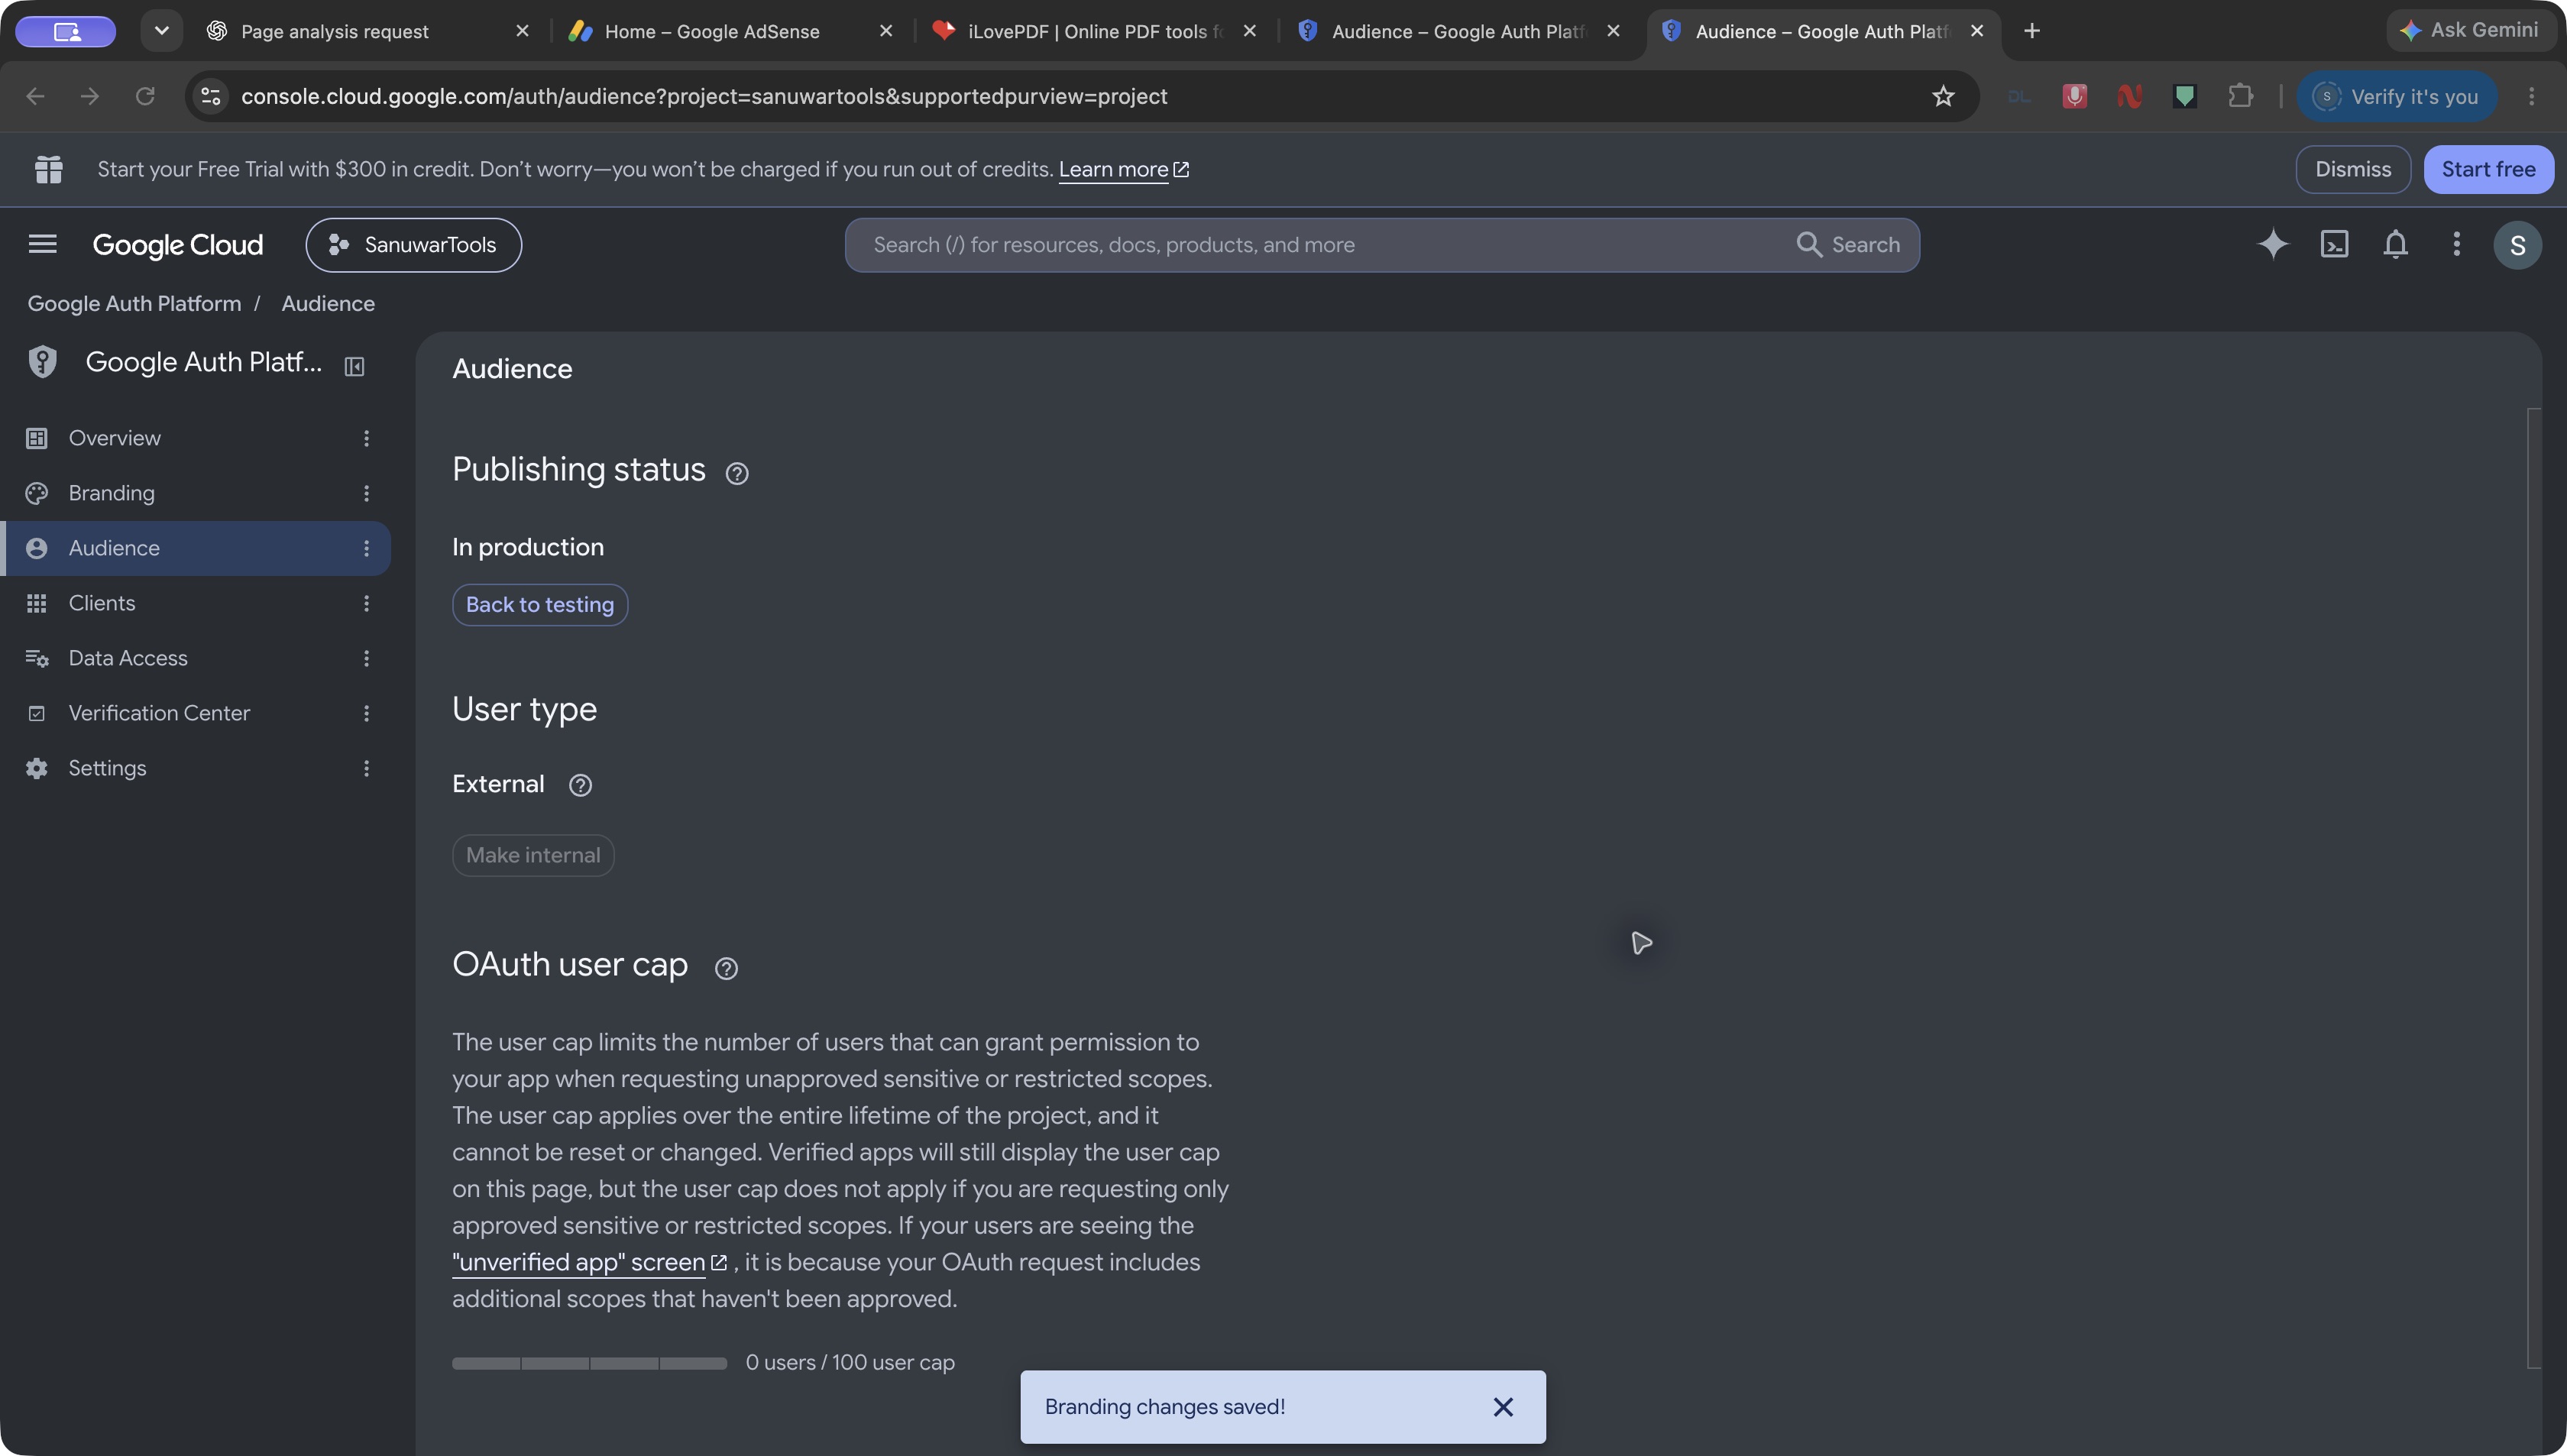 Page analysis request
Home – Google AdSense
iLovePDF | Online PDF tools f
Audience – Google Auth Platf
Audience – Google Auth Platf
Ask Gemini
console.cloud.google.com/auth/audience?project=sanuwartools&supportedpurview=project
DL
S
Verify it's you
Start your Free Trial with $300 in credit. Don’t worry—you won’t be charged if you run out of credits. Learn more
Dismiss
Start free
Google Cloud
SanuwarTools
Search (/) for resources, docs, products, and more
Search
S
Google Auth Platform / Audience
Google Auth Platf...
Overview
Branding
Audience
Clients
Data Access
Verification Center
Settings
Audience
Publishing status
In production
Back to testing
User type
External
Make internal
OAuth user cap
The user cap limits the number of users that can grant permission to
your app when requesting unapproved sensitive or restricted scopes.
The user cap applies over the entire lifetime of the project, and it
cannot be reset or changed. Verified apps will still display the user cap
on this page, but the user cap does not apply if you are requesting only
approved sensitive or restricted scopes. If your users are seeing the
"unverified app" screen , it is because your OAuth request includes
additional scopes that haven't been approved.
0 users / 100 user cap
Branding changes saved!